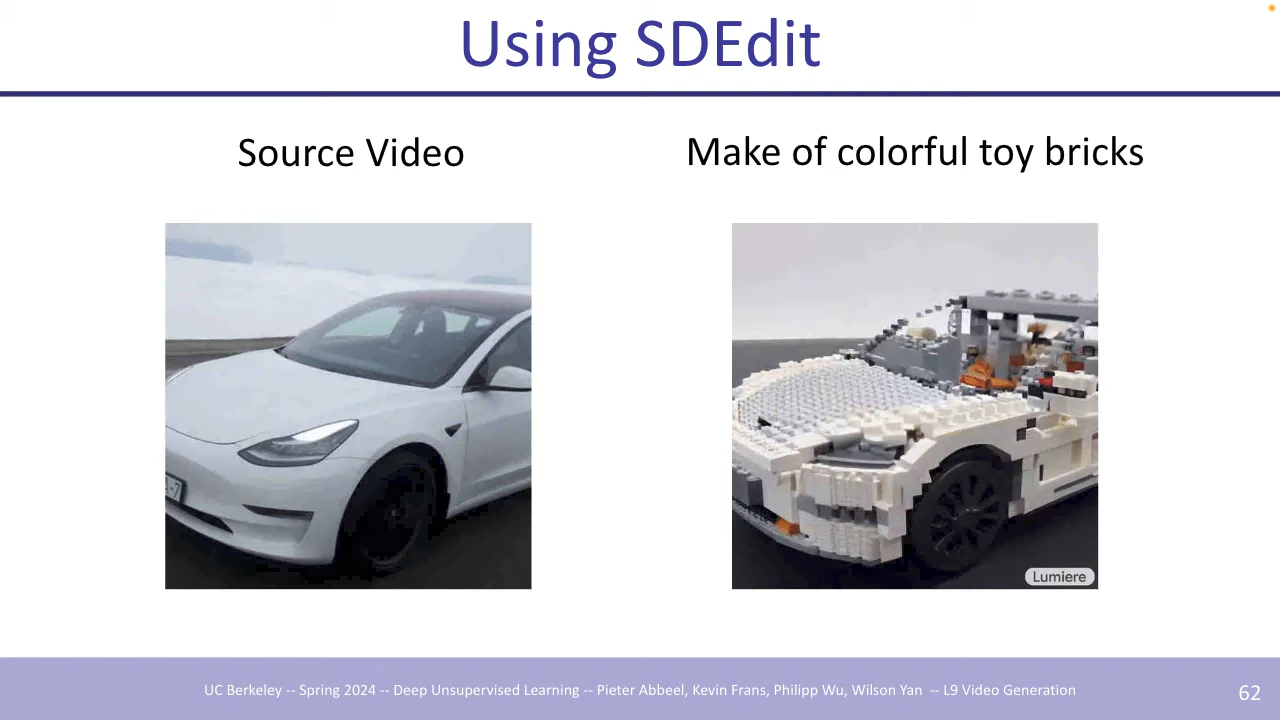 Using SDEdit
Source Video
Make of colorful toy bricks
-7
Lumiere
UC Berkeley -- Spring 2024 -- Deep Unsupervised Learning -- Pieter Abbeel, Kevin Frans, Philipp Wu, Wilson Yan -- L9 Video Generation
62